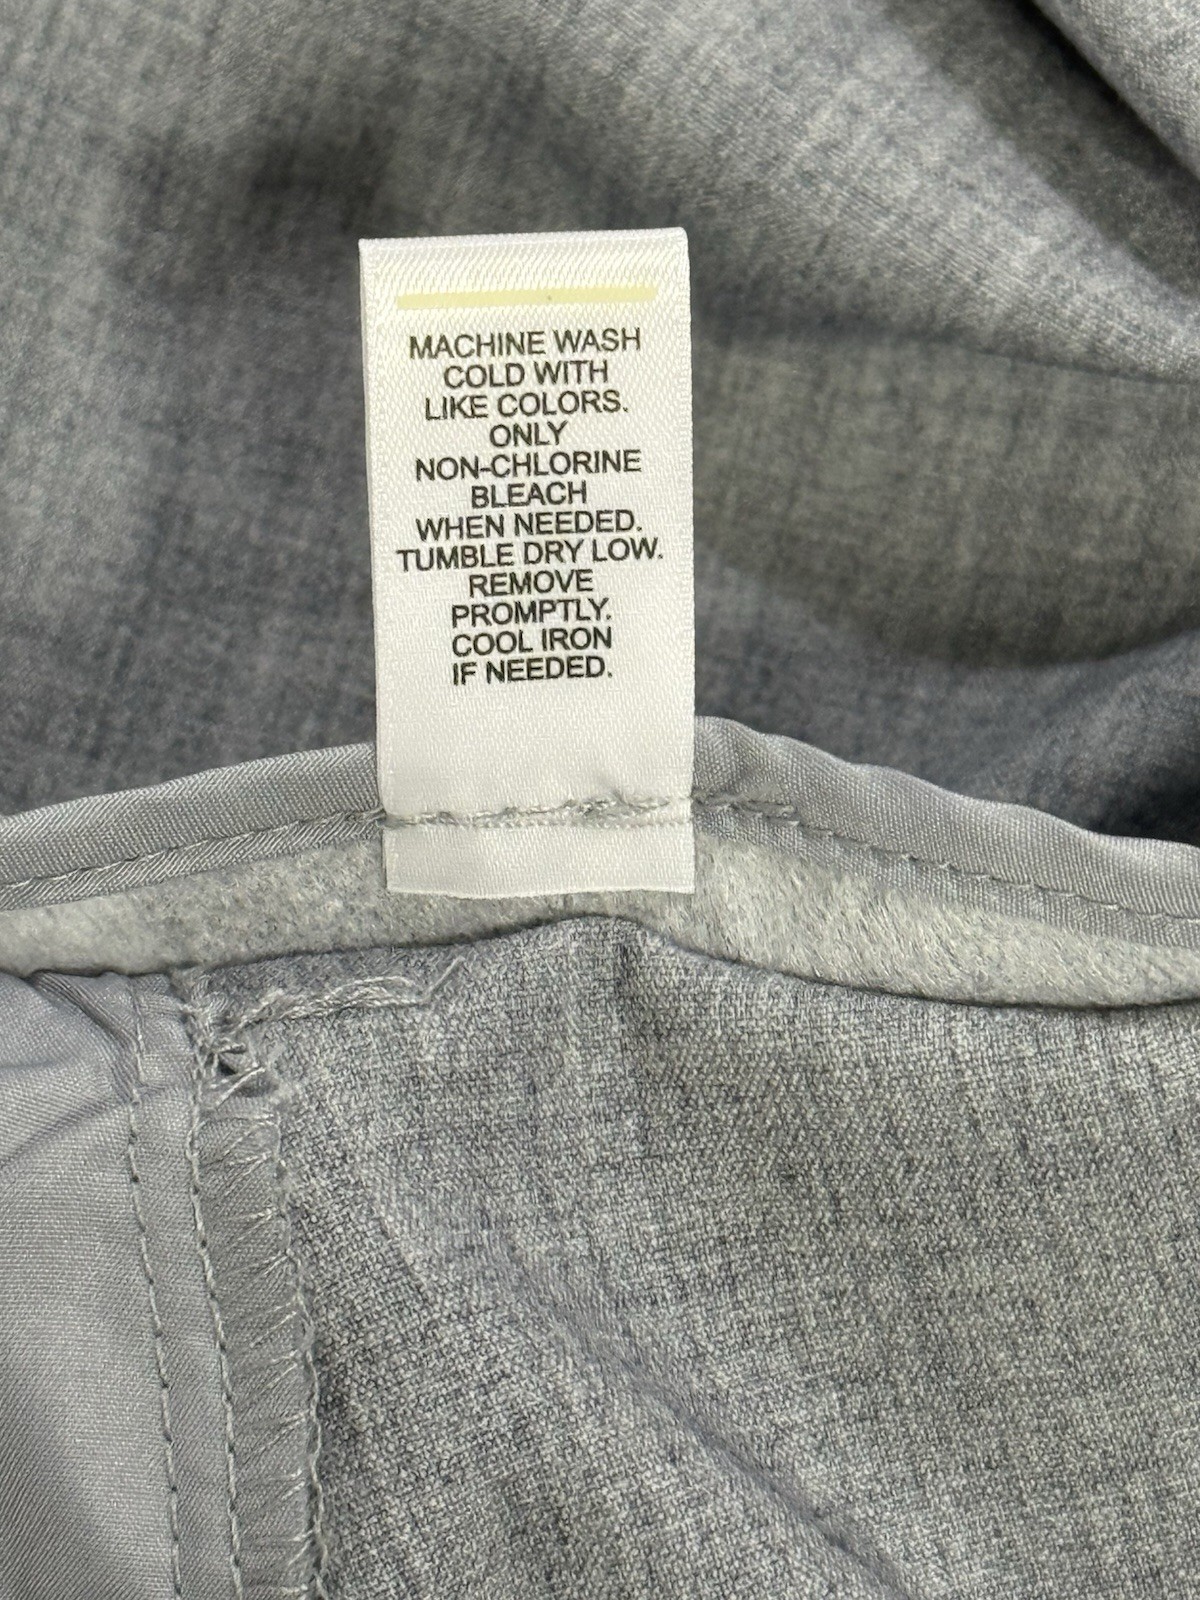 MACHINE WASH
COLD WITH
LIKE COLORS.
ONLY
NON-CHLORINE
BLEACH
WHEN NEEDED.
TUMBLE DRY LOW.
REMOVE
PROMPTLY.
COOL IRON
IF NEEDED.